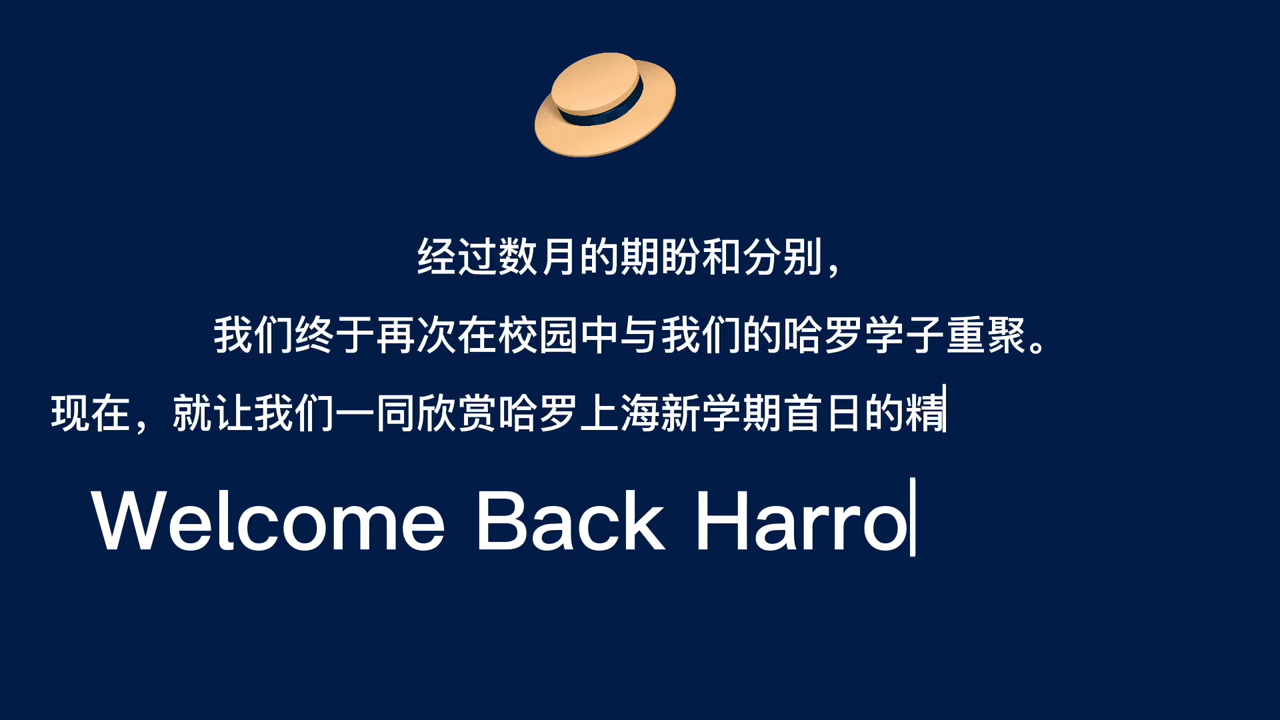 经过数月的期盼和分别，
我们终于再次在校园中与我们的哈罗学子重聚。
现在，就让我们一同欣赏哈罗上海新学期首日的精
Welcome Back Harro